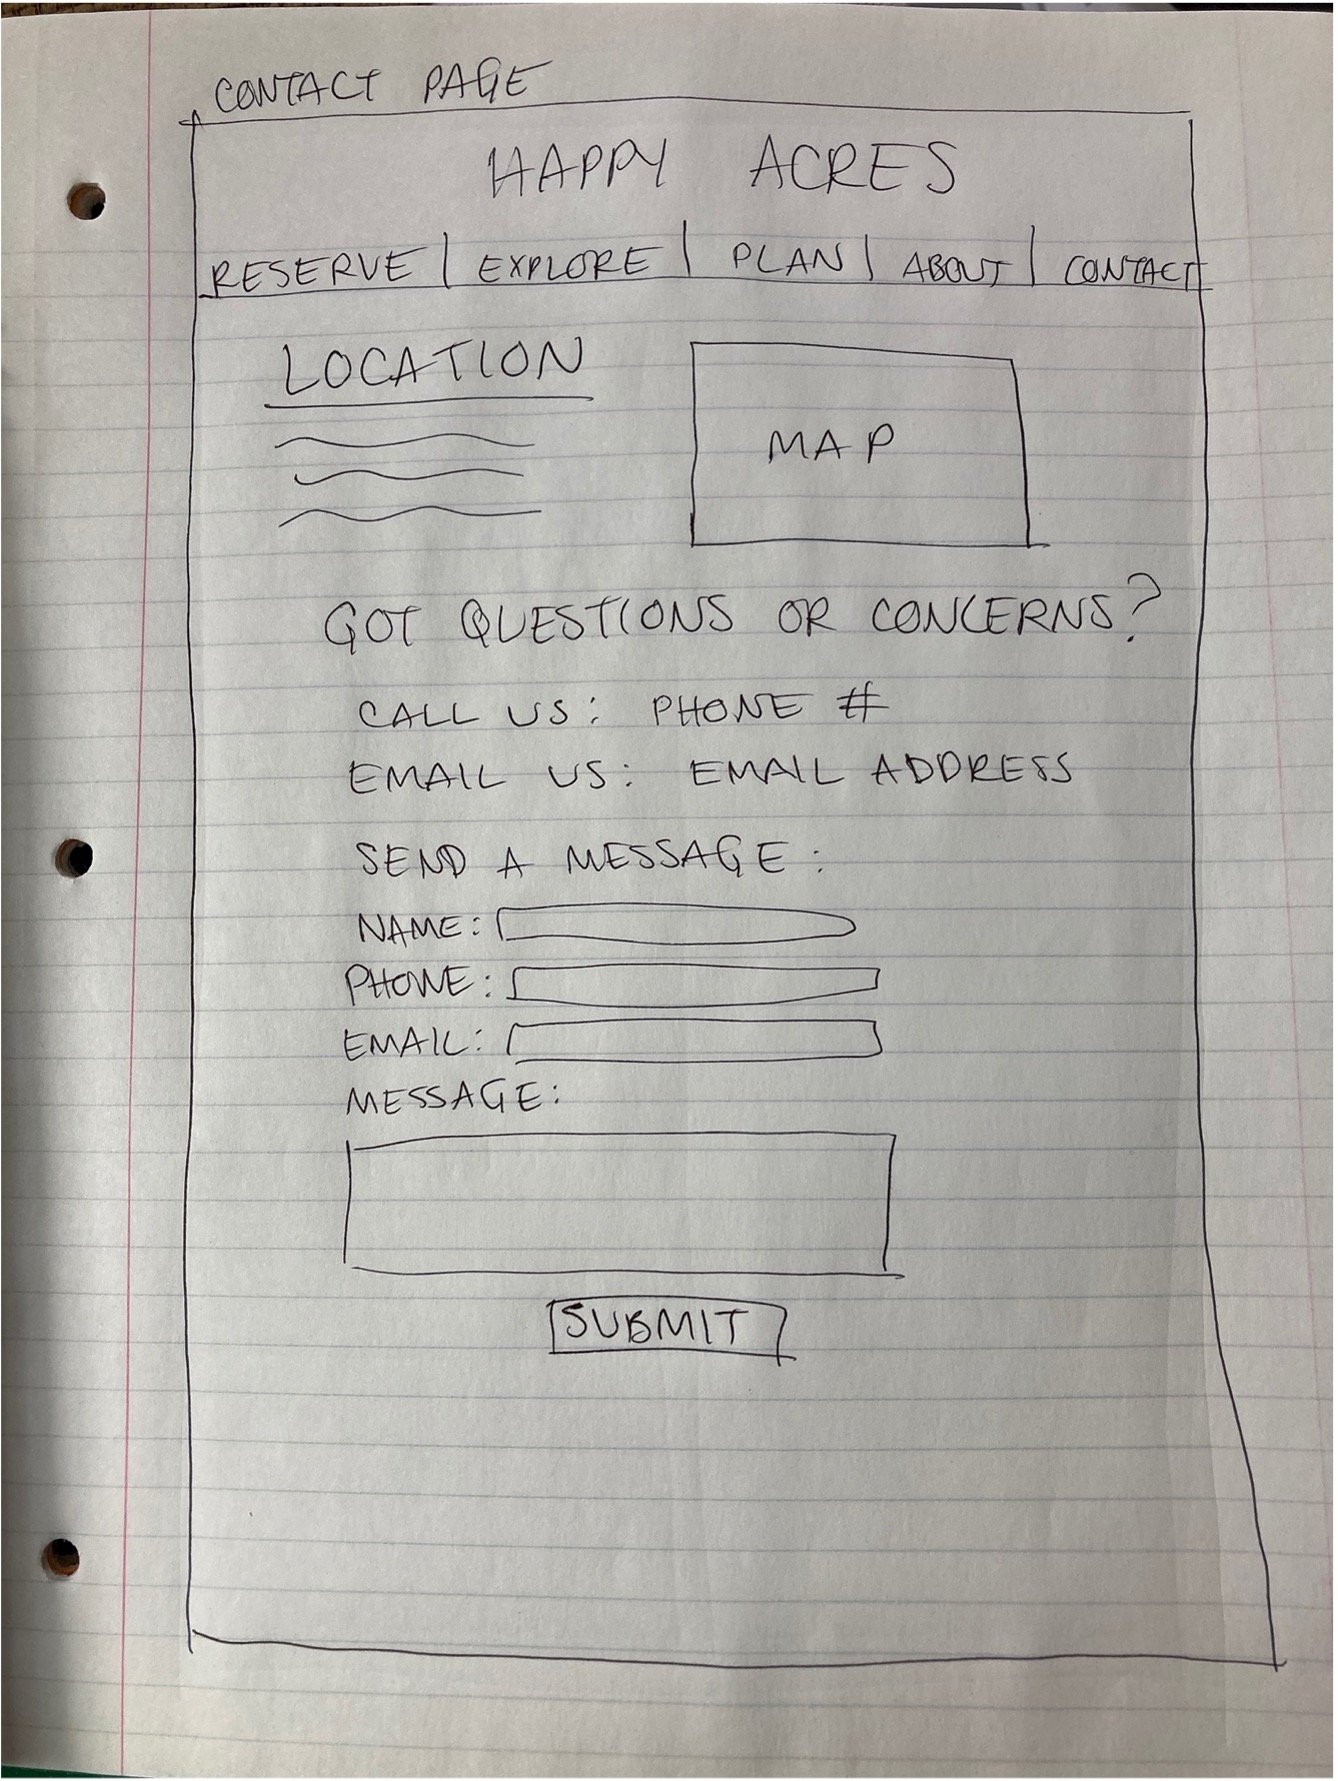 CONTACT PAGE
HAPPY ACRES
RESERVE | EXPLORE | PLAN | ABOUT | CONTACT
LOCATION
MAP
GOT QUESTIONS OR CONCERNS?
CALL US: PHONE #
EMAIL US: EMAIL ADDRESS
SEND A MESSAGE:
NAME:
PHONE:
EMAIL:
MESSAGE:
SUBMIT